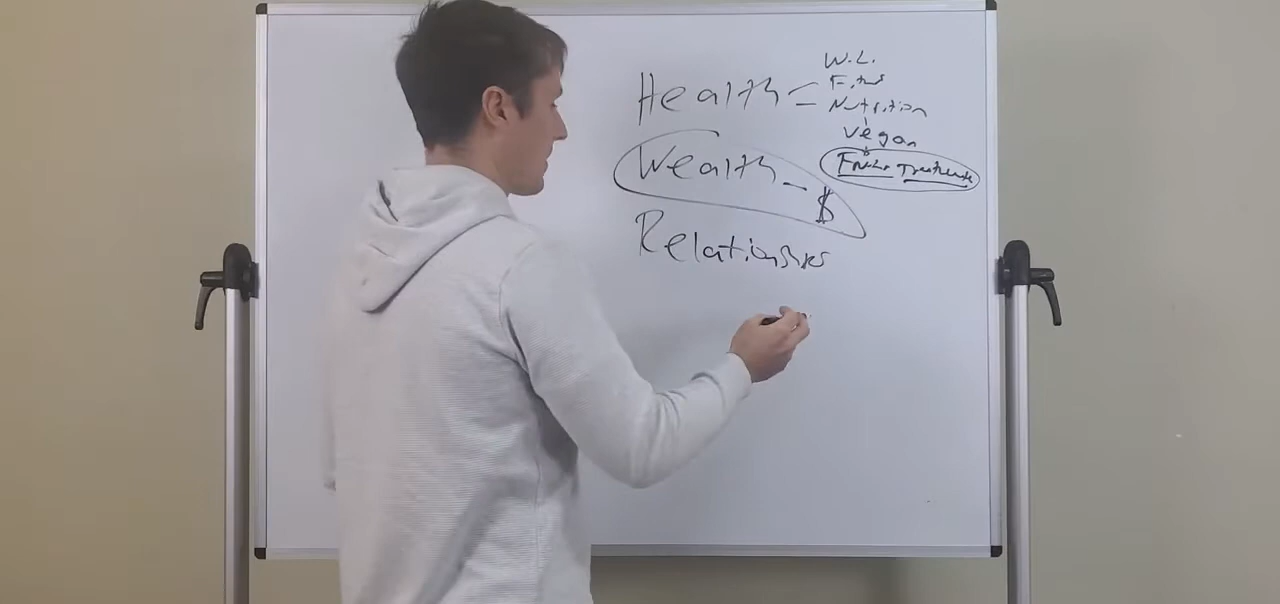 Health =
W.L.
Nutrition
vegan
Wealth - $
Relationships